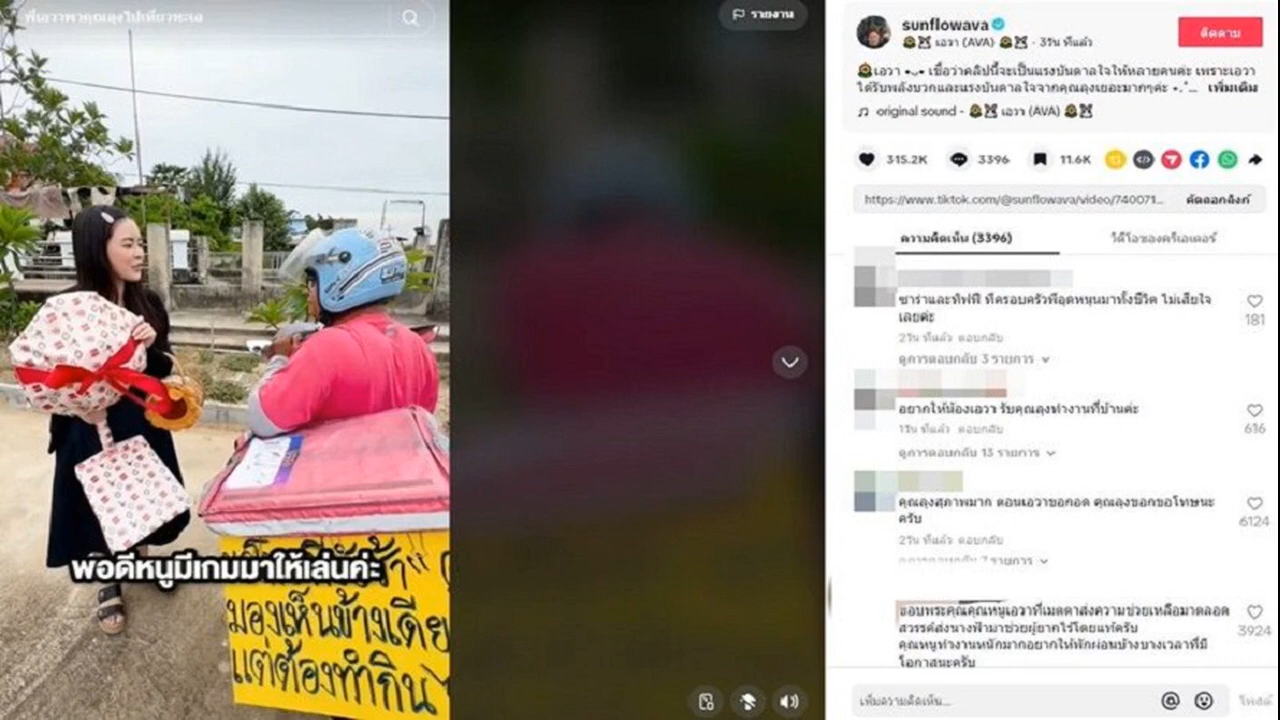 พี่เอวาพาคุณลุงไปเที่ยวทะเล
รายงาน
พอดีหนูมีเกมมาให้เล่นค่ะ
มองเห็นข้างเดีย
แต่ต้องทำกิน
sunflowava
เอวา (AVA) · 3วัน ที่แล้ว
ติดตาม
เอวา •ᴗ• เชื่อว่าคลิปนี้จะเป็นแรงบันดาลใจให้หลายคนค่ะ เพราะเอวา
ได้รับพลังบวกและแรงบันดาลใจจากคุณลุงเยอะมากๆค่ะ ... เพิ่มเติม
♫ original sound - เอวา (AVA)
315.2K 3396 11.6K
https://www.tiktok.com/@sunflowava/video/740071... คัดลอกลิงก์
ความคิดเห็น (3396) วิดีโอของครีเอเตอร์
ซาร่าและทิฟฟี่ ที่ครอบครัวพี่อุดหนุนมาทั้งชีวิต ไม่เสียใจ
เลยค่ะ
181
2วัน ที่แล้ว ตอบกลับ
ดูการตอบกลับ 3 รายการ
อยากให้น้องเอวา รับคุณลุงทำงานที่บ้านค่ะ
1วัน ที่แล้ว ตอบกลับ
636
ดูการตอบกลับ 13 รายการ
คุณลุงสุภาพมาก ตอนเอวาขอกอด คุณลุงขอกขอโทษนะ
ครับ
6124
2วัน ที่แล้ว ตอบกลับ
ดูการตอบกลับ 7 รายการ
ขอบพระคุณคุณหนูเอวาที่เมตตาส่งความช่วยเหลือมาตลอด
สวรรค์ส่งนางฟ้ามาช่วยผู้ยากไร้โดยแท้ครับ
คุณหนูทำงานหนักมากอยากให้พักผ่อนบ้างบางเวลาที่มี
โอกาสนะครับ
3924
เพิ่มความคิดเห็น... โพสต์